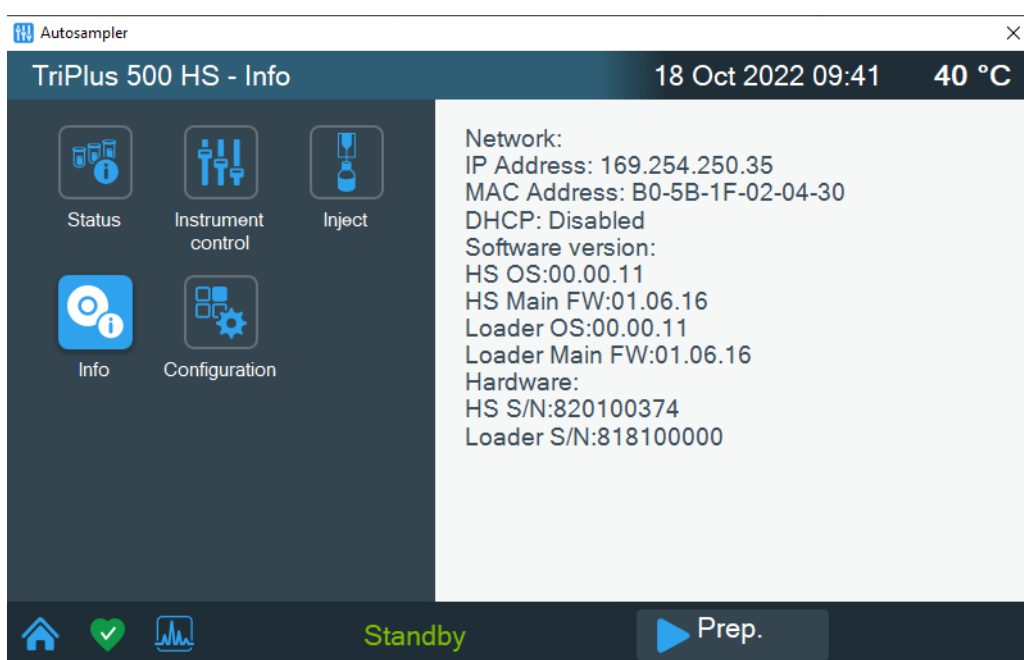 Autosampler
TriPlus 500 HS - Info
18 Oct 2022 09:41
40 °C
Status
Instrument
control
Inject
Info
Configuration
Network:
IP Address: 169.254.250.35
MAC Address: B0-5B-1F-02-04-30
DHCP: Disabled
Software version:
HS OS:00.00.11
HS Main FW:01.06.16
Loader OS:00.00.11
Loader Main FW:01.06.16
Hardware:
HS S/N:820100374
Loader S/N:818100000
Standby
Prep.